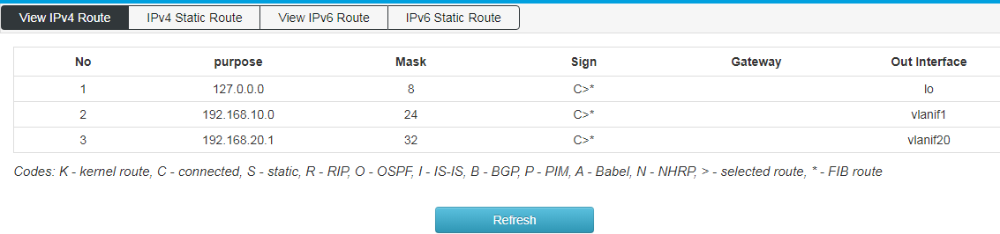 View IPv4 Route IPv4 Static Route View IPv6 Route IPv6 Static Route
No purpose Mask Sign Gateway Out Interface
1 127.0.0.0 8 C>* lo
2 192.168.10.0 24 C>* vlanif1
3 192.168.20.1 32 C>* vlanif20
Codes: K - kernel route, C - connected, S - static, R - RIP, O - OSPF, I - IS-IS, B - BGP, P - PIM, A - Babel, N - NHRP, > - selected route, * - FIB route
Refresh